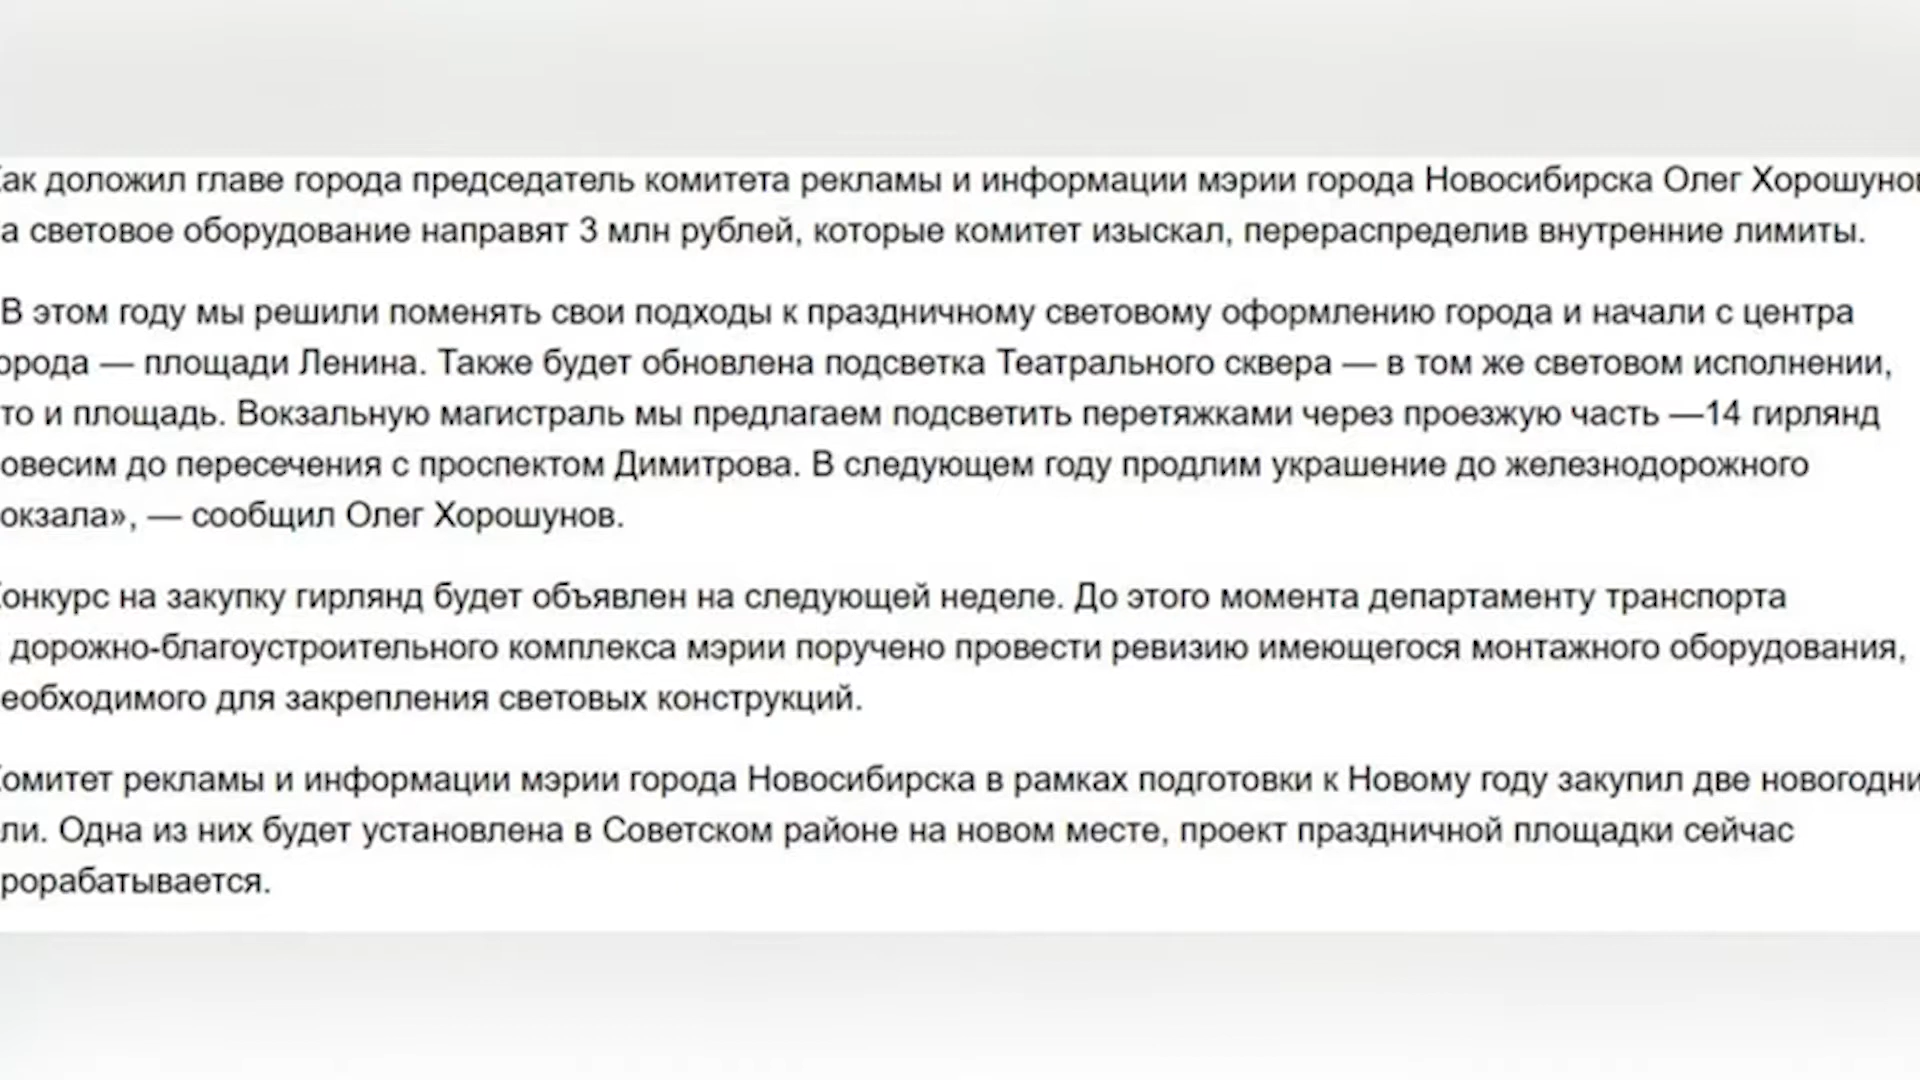 ак доложил главе города председатель комитета рекламы и информации мэрии города Новосибирска Олег Хорошуно
а световое оборудование направят 3 млн рублей, которые комитет изыскал, перераспределив внутренние лимиты.
В этом году мы решили поменять свои подходы к праздничному световому оформлению города и начали с центра
орода — площади Ленина. Также будет обновлена подсветка Театрального сквера — в том же световом исполнении,
то и площадь. Вокзальную магистраль мы предлагаем подсветить перетяжками через проезжую часть —14 гирлянд
овесим до пересечения с проспектом Димитрова. В следующем году продлим украшение до железнодорожного
окзала», — сообщил Олег Хорошунов.
онкурс на закупку гирлянд будет объявлен на следующей неделе. До этого момента департаменту транспорта
дорожно-благоустроительного комплекса мэрии поручено провести ревизию имеющегося монтажного оборудования,
еобходимого для закрепления световых конструкций.
омитет рекламы и информации мэрии города Новосибирска в рамках подготовки к Новому году закупил две новогодни
ли. Одна из них будет установлена в Советском районе на новом месте, проект праздничной площадки сейчас
рорабатывается.